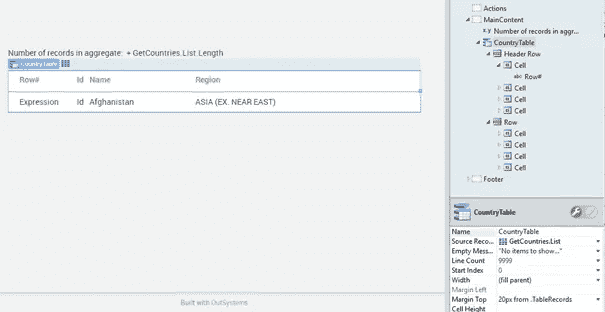 Number of records in aggregate: + GetCountries.List.Length
CountryTable
Row# Id Name Region
Expression Id Afghanistan ASIA (EX. NEAR EAST)
Built with OutSystems
Actions
MainContent
Number of records in aggr...
CountryTable
Header Row
Cell
abc Row#
Cell
Cell
Cell
Row
Cell
Cell
Cell
Cell
Footer
CountryTable
Name CountryTable
Source Reco... GetCountries.List
Empty Mess... "No items to show..."
Line Count 9999
Start Index 0
Width (fill parent)
Margin Left
Margin Top 20px from .TableRecords
Cell Height